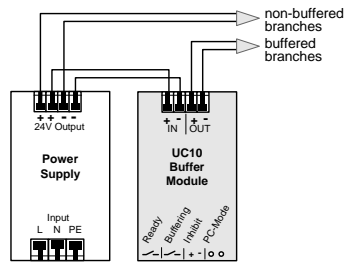 non-buffered
branches
buffered
branches
+ + - -
24V Output
+ - + -
IN OUT
Power
Supply
UC10
Buffer
Module
Input
L N PE
Ready
Buffering
Inhibit
PC-Mode
+ -